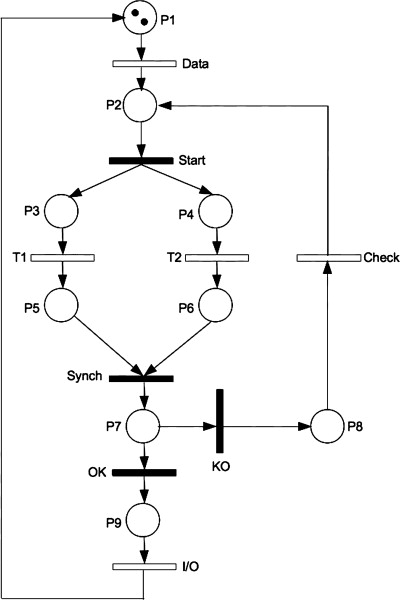 P1
Data
P2
Start
P3
P4
T1
T2
Check
P5
P6
Synch
P7
P8
KO
OK
P9
I/O